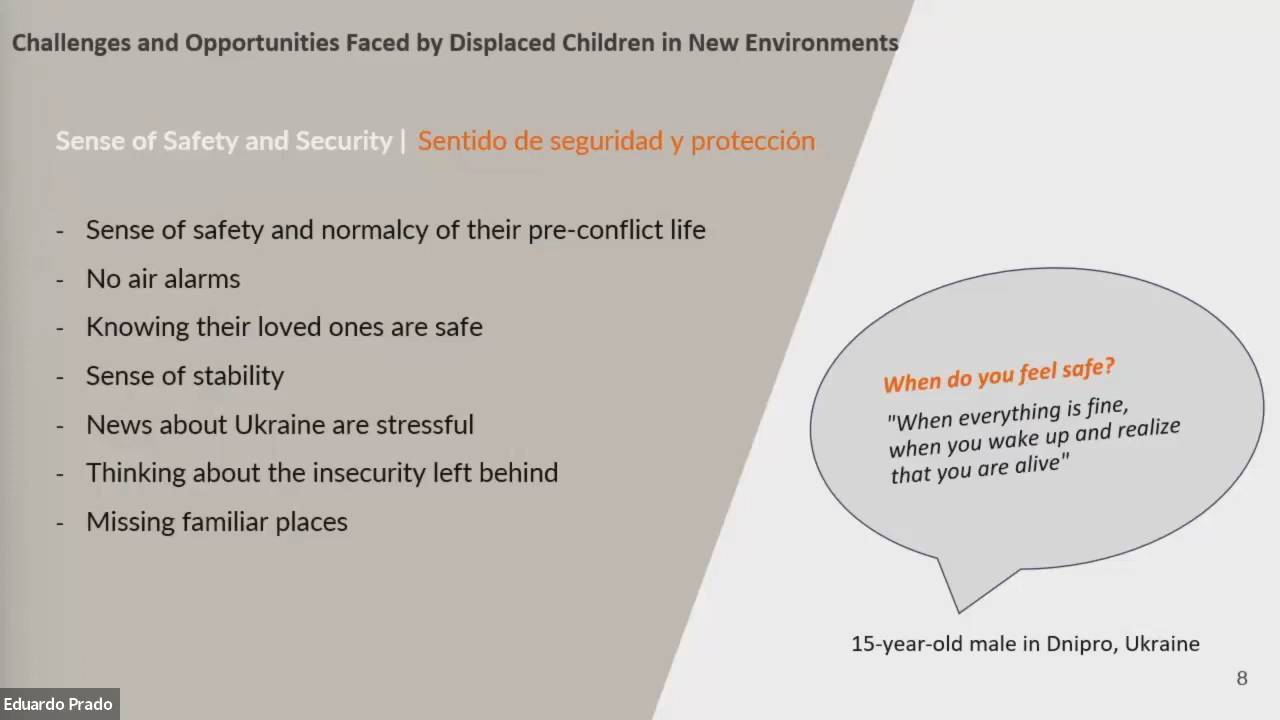 Challenges and Opportunities Faced by Displaced Children in New Environments
Sense of Safety and Security | Sentido de seguridad y protección
- Sense of safety and normalcy of their pre-conflict life
- No air alarms
- Knowing their loved ones are safe
- Sense of stability
- News about Ukraine are stressful
- Thinking about the insecurity left behind
- Missing familiar places
When do you feel safe?
"When everything is fine,
when you wake up and realize
that you are alive"
15-year-old male in Dnipro, Ukraine
8
Eduardo Prado